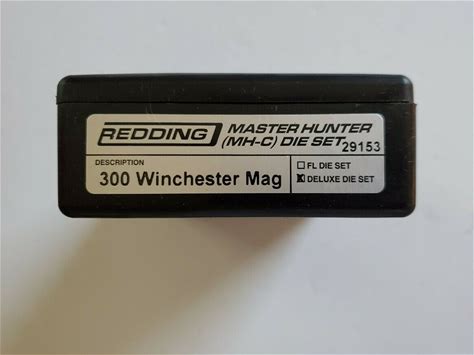 REDDING MASTER HUNTER
(MH-C) DIE SET 29153
DESCRIPTION
300 Winchester Mag
FL DIE SET
DELUXE DIE SET